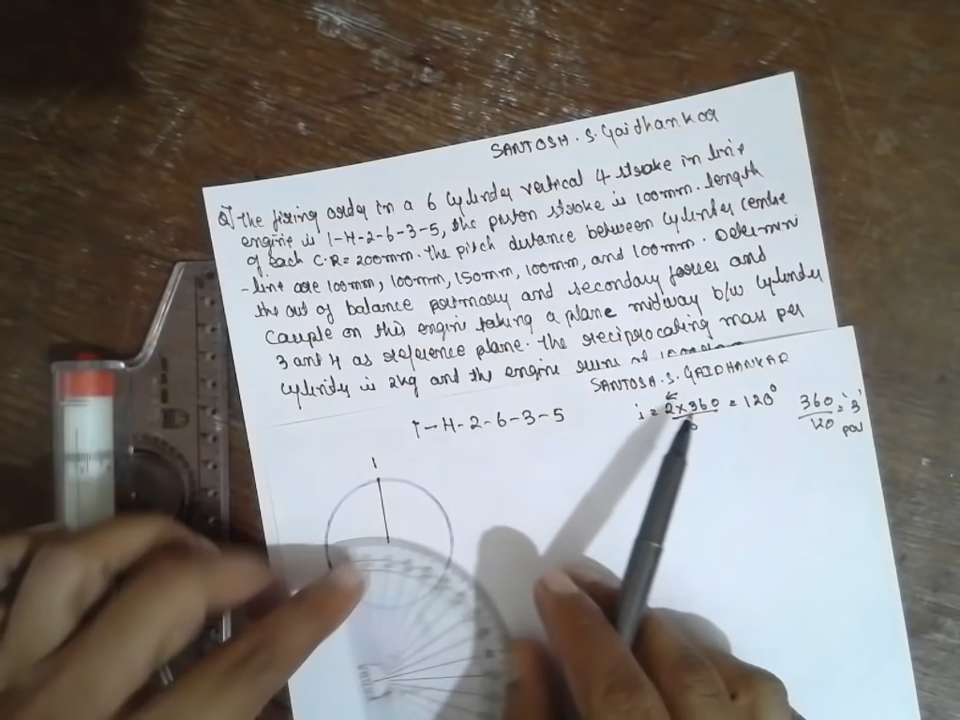 SANTOSH.S.Gaidhankar
Q] The firing order in a 6 Cylinder vertical 4-stroke in line
engine is 1-4-2-6-3-5, the piston stroke is 100mm. length
of each C.R = 200mm. The pitch distance between cylinder centre
-line are 100mm, 100mm, 150mm, 100mm, and 100mm. Determine
the out of balance primary and secondary forces and
Couple on this engine taking a plane midway b/w Cylinder
3 and 4 as reference plane. The reciprocating mass per
cylinder is 2kg and the engine runs at
SANTOSH.S.GAIDHANKAR
1-4-2-6-3-5
i = 2×360 = 120°
360 = '3'
120
1